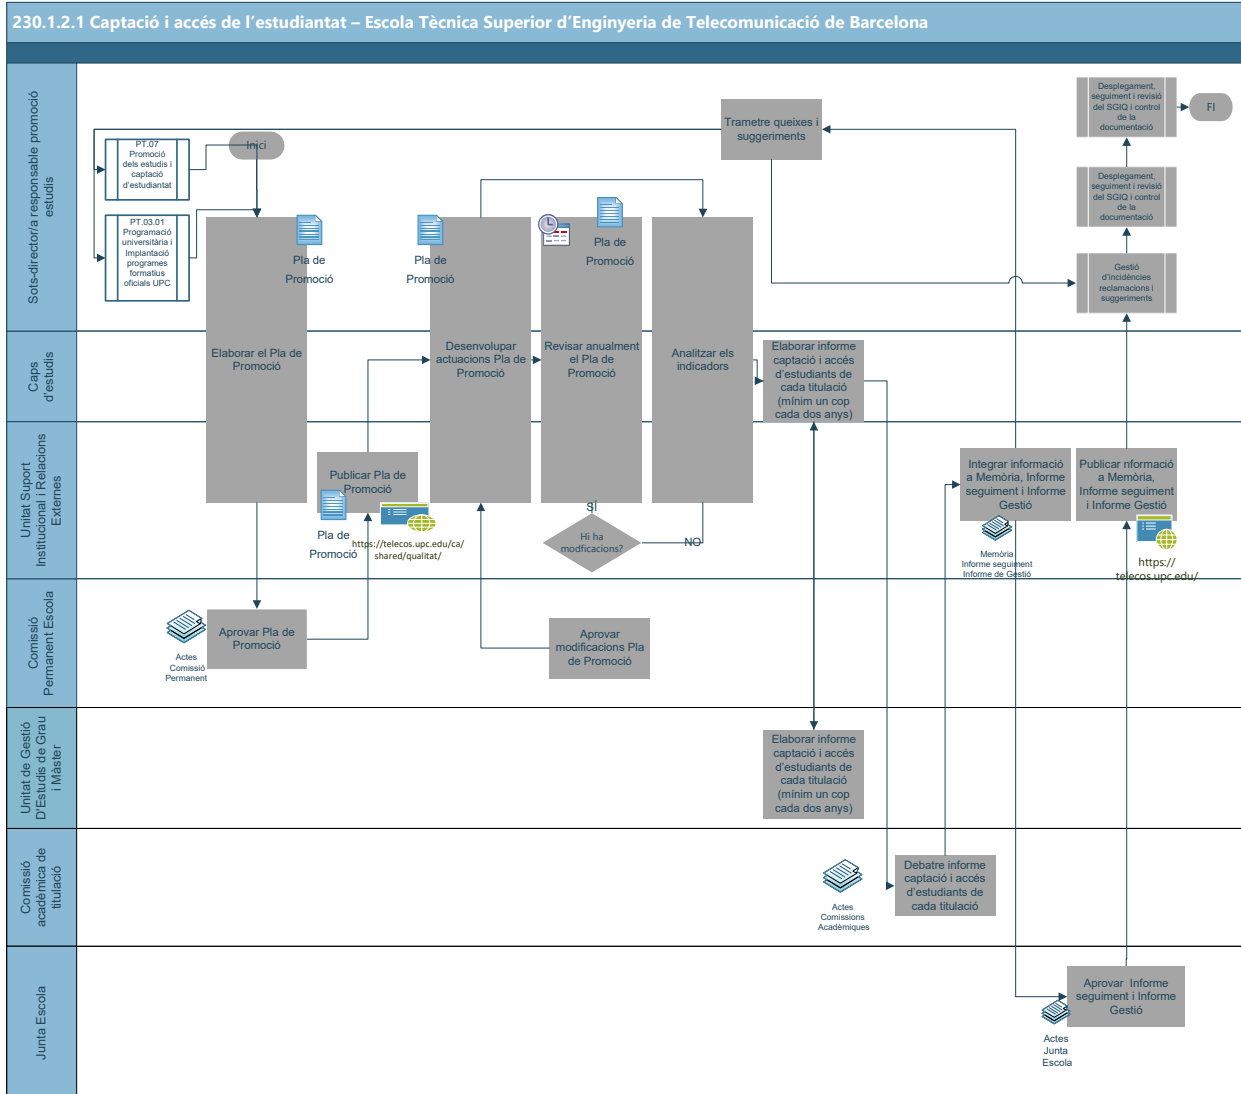 230.1.2.1 Captació i accés de l’estudiantat – Escola Tècnica Superior d’Enginyeria de Telecomunicació de Barcelona
Sots-director/a responsable promoció
estudis
PT.07
Promoció
dels estudis i
captació
d’estudiantat
Inici
PT.03.01
Programació
universitària i
Implantació
programes
formatius
oficials UPC
Pla de
Promoció
Pla de
Promoció
Pla de
Promoció
Trametre queixes i
suggeriments
Desplegament,
seguiment i revisió
del SGIQ i control
de la
documentació
FI
Desplegament,
seguiment i revisió
del SGIQ i control
de la
documentació
Gestió
d’incidències
reclamacions i
suggeriments
Caps
d’estudis
Elaborar el Pla de
Promoció
Desenvolupar
actuacions Pla de
Promoció
Revisar anualment
el Pla de
Promoció
Analitzar els
indicadors
Elaborar informe
captació i accés
d’estudiants de
cada titulació
(mínim un cop
cada dos anys)
Unitat Suport
Institucional i Relacions
Externes
Publicar Pla de
Promoció
Pla de
Promoció
https://telecos.upc.edu/ca/
shared/qualitat/
SÍ
Hi ha
modficacions?
NO
Integrar informació
a Memòria, Informe
seguiment i Informe
Gestió
Memòria
Informe seguiment
Informe de Gestió
Publicar nformació
a Memòria,
Informe seguiment
i Informe Gestió
https://
telecos.upc.edu/
Comissió
Permanent Escola
Actes
Comissió
Permanent
Aprovar Pla de
Promoció
Aprovar
modificacions Pla
de Promoció
Unitat de Gestió
D’Estudis de Grau
i Màster
Elaborar informe
captació i accés
d’estudiants de
cada titulació
(mínim un cop
cada dos anys)
Comissió
acadèmica de
titulació
Actes
Comissions
Acadèmiques
Debatre informe
captació i accés
d’estudiants de
cada titulació
Junta Escola
Aprovar Informe
seguiment i Informe
Gestió
Actes
Junta
Escola